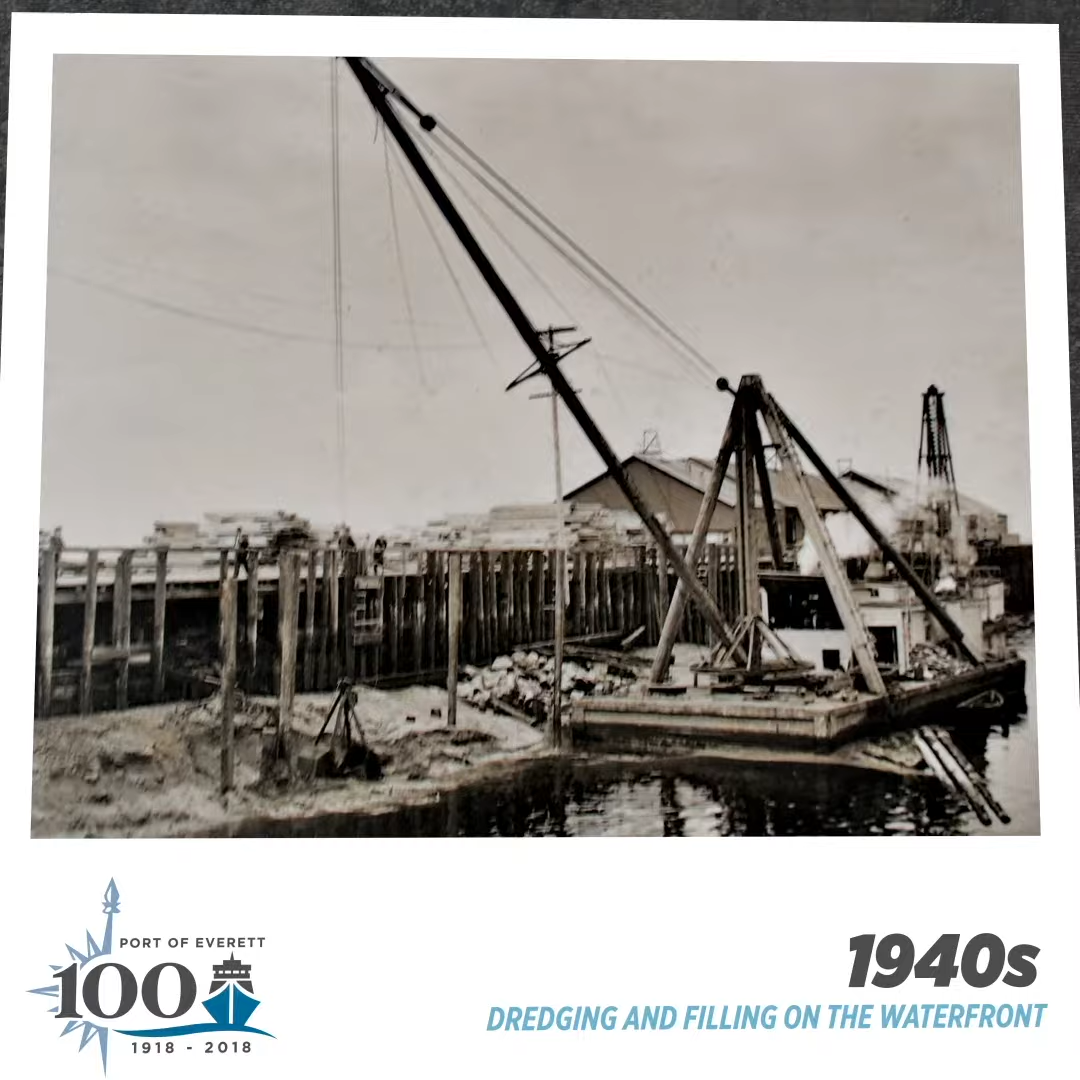 PORT OF EVERETT
100
1918 - 2018
1940s
DREDGING AND FILLING ON THE WATERFRONT